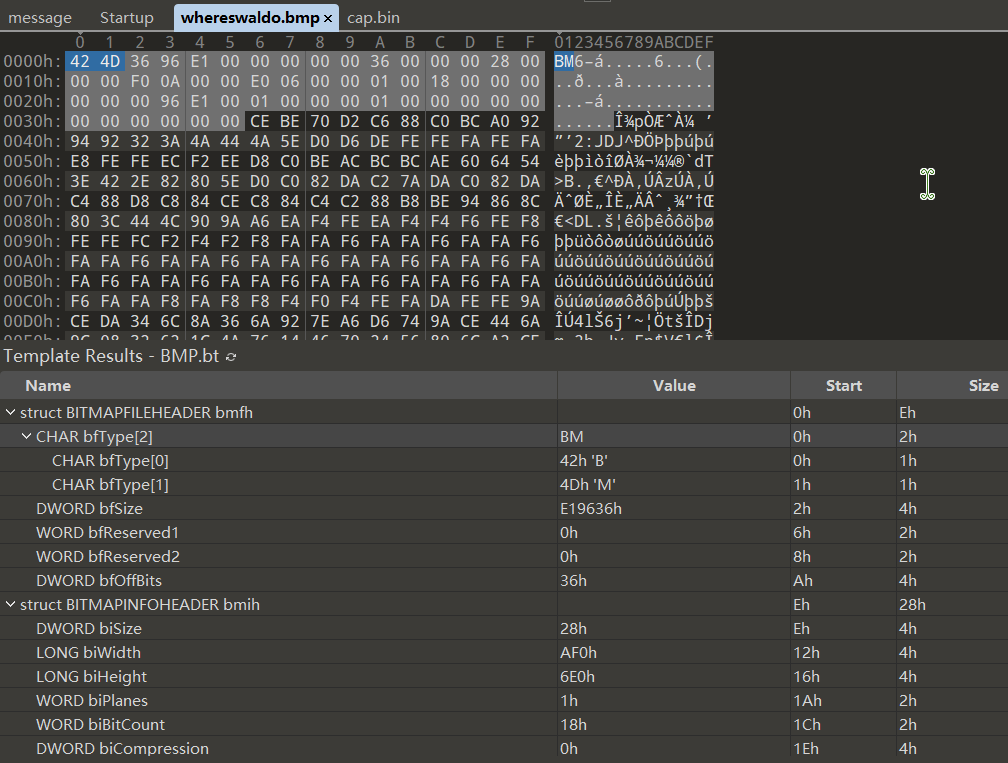 message Startup whereswaldo.bmp × cap.bin
0 1 2 3 4 5 6 7 8 9 A B C D E F 0123456789ABCDEF
0000h: 42 4D 36 96 E1 00 00 00 00 00 36 00 00 00 28 00 BM6–á.....6...(.
0010h: 00 00 F0 0A 00 00 E0 06 00 00 01 00 18 00 00 00 ..ð...à.........
0020h: 00 00 00 96 E1 00 01 00 00 00 01 00 00 00 00 00 ...–á...........
0030h: 00 00 00 00 00 00 CE BE 70 D2 C6 88 C0 BC A0 92 ......Î¾pÒÆˆÀ¼ ’
0040h: 94 92 32 3A 4A 44 4A 5E D0 D6 DE FE FE FA FE FA ”’2:JDJ^ÐÖÞþþúþú
0050h: E8 FE FE EC F2 EE D8 C0 BE AC BC BC AE 60 64 54 èþþìòîØÀ¾¬¼¼®`dT
0060h: 3E 42 2E 82 80 5E D0 C0 82 DA C2 7A DA C0 82 DA >B.‚€^ÐÀ‚ÚÂzÚÀ‚Ú
0070h: C4 88 D8 C8 84 CE C8 84 C4 C2 88 B8 BE 94 86 8C ÄˆØÈ„ÎÈ„ÄÂˆ¸¾”†Œ
0080h: 80 3C 44 4C 90 9A A6 EA F4 FE EA F4 F4 F6 FE F8 €<DL.š¦êôþêôôöþø
0090h: FE FE FC F2 F4 F2 F8 FA FA F6 FA FA F6 FA FA F6 þþüòôòøúúöúúöúúö
00A0h: FA FA F6 FA FA F6 FA FA F6 FA FA F6 FA FA F6 FA úúöúúöúúöúúöúúöú
00B0h: FA F6 FA FA F6 FA FA F6 FA FA F6 FA FA F6 FA FA úöúúöúúöúúöúúöúú
00C0h: F6 FA FA F8 FA F8 F8 F4 F0 F4 FE FA DA FE FE 9A öúúøúøøôðôþúÚþþš
00D0h: CE DA 34 6C 8A 36 6A 92 7E A6 D6 74 9A CE 44 6A ÎÚ4lŠ6j’~¦ÖtšÎDj
Template Results - BMP.bt
Name Value Start Size
struct BITMAPFILEHEADER bmfh 0h Eh
CHAR bfType[2] BM 0h 2h
CHAR bfType[0] 42h 'B' 0h 1h
CHAR bfType[1] 4Dh 'M' 1h 1h
DWORD bfSize E19636h 2h 4h
WORD bfReserved1 0h 6h 2h
WORD bfReserved2 0h 8h 2h
DWORD bfOffBits 36h Ah 4h
struct BITMAPINFOHEADER bmih Eh 28h
DWORD biSize 28h Eh 4h
LONG biWidth AF0h 12h 4h
LONG biHeight 6E0h 16h 4h
WORD biPlanes 1h 1Ah 2h
WORD biBitCount 18h 1Ch 2h
DWORD biCompression 0h 1Eh 4h